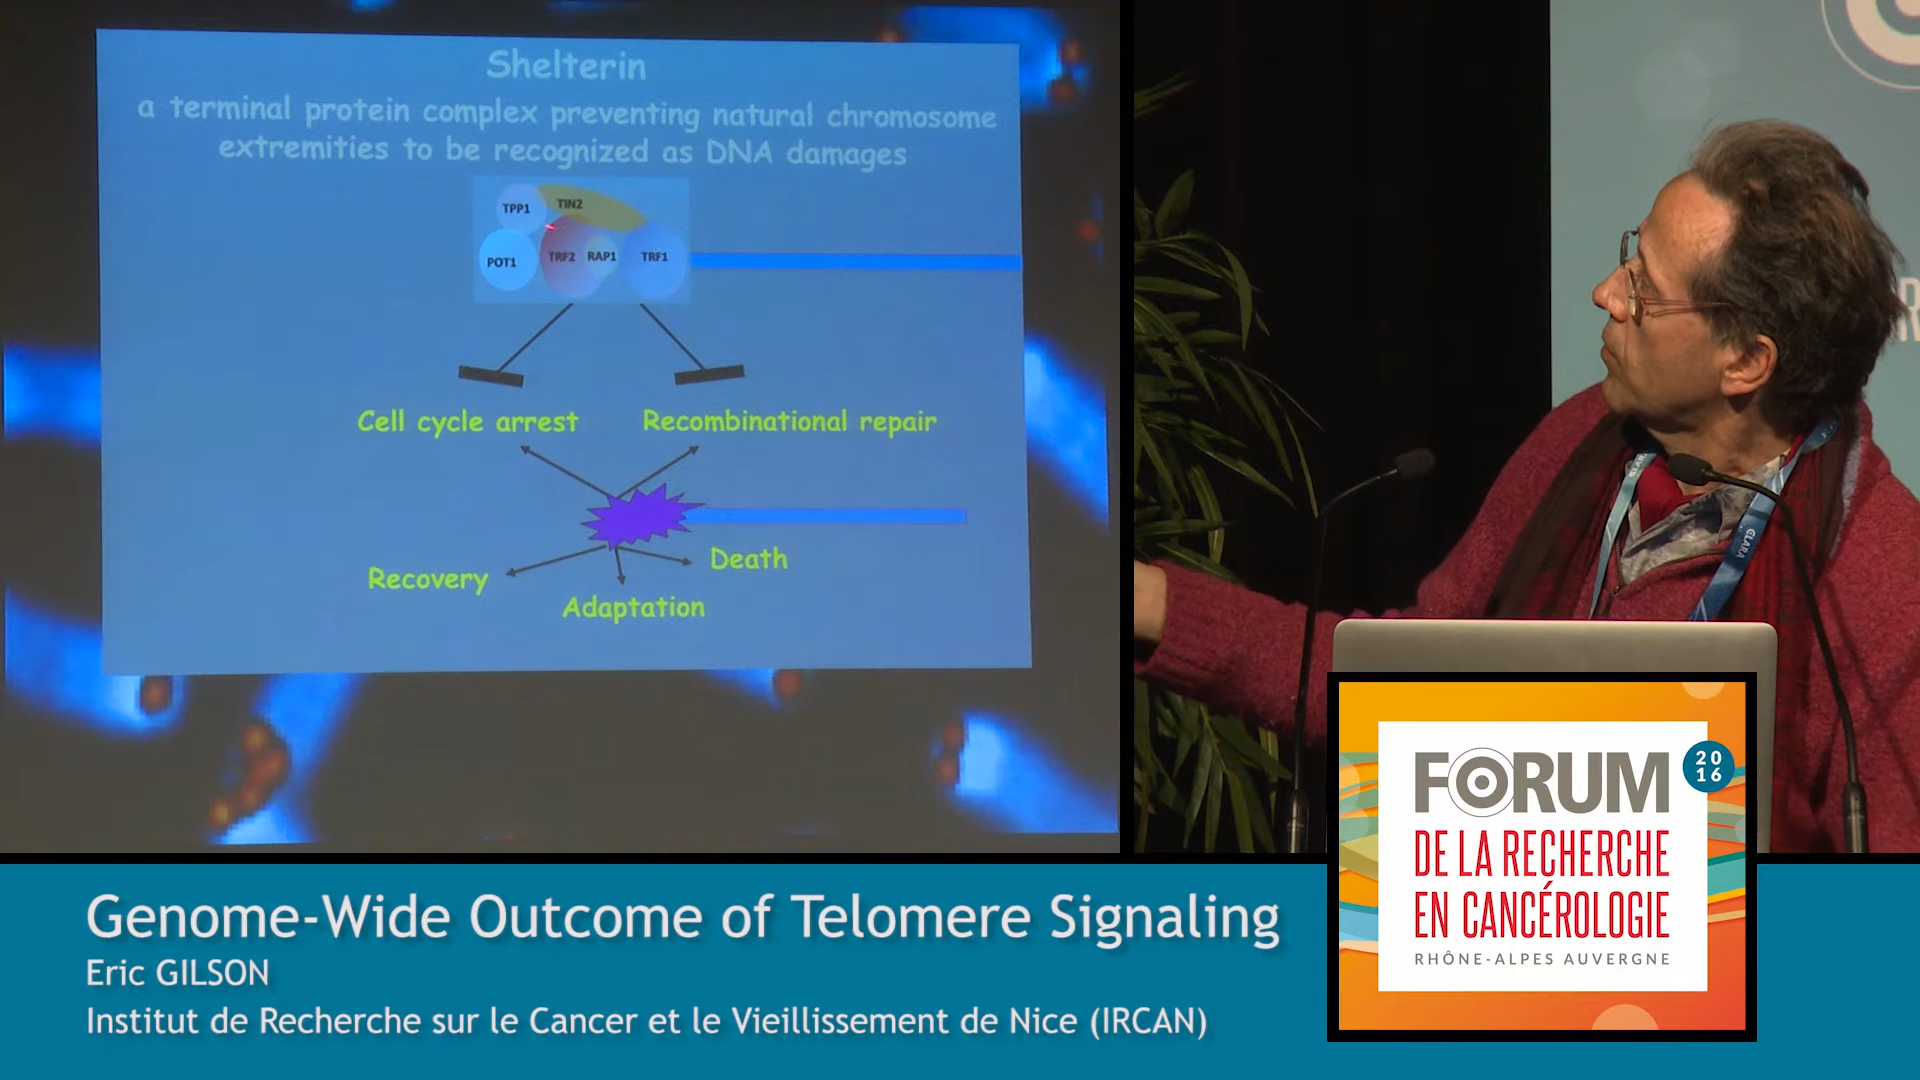 Shelterin
a terminal protein complex preventing natural chromosome
extremities to be recognized as DNA damages
TPP1 TIN2
POT1 TRF2 RAP1 TRF1
Cell cycle arrest Recombinational repair
Death
Recovery
Adaptation
CLARA
FORUM
2016
DE LA RECHERCHE
EN CANCÉROLOGIE
RHÔNE-ALPES AUVERGNE
Genome-Wide Outcome of Telomere Signaling
Eric GILSON
Institut de Recherche sur le Cancer et le Vieillissement de Nice (IRCAN)